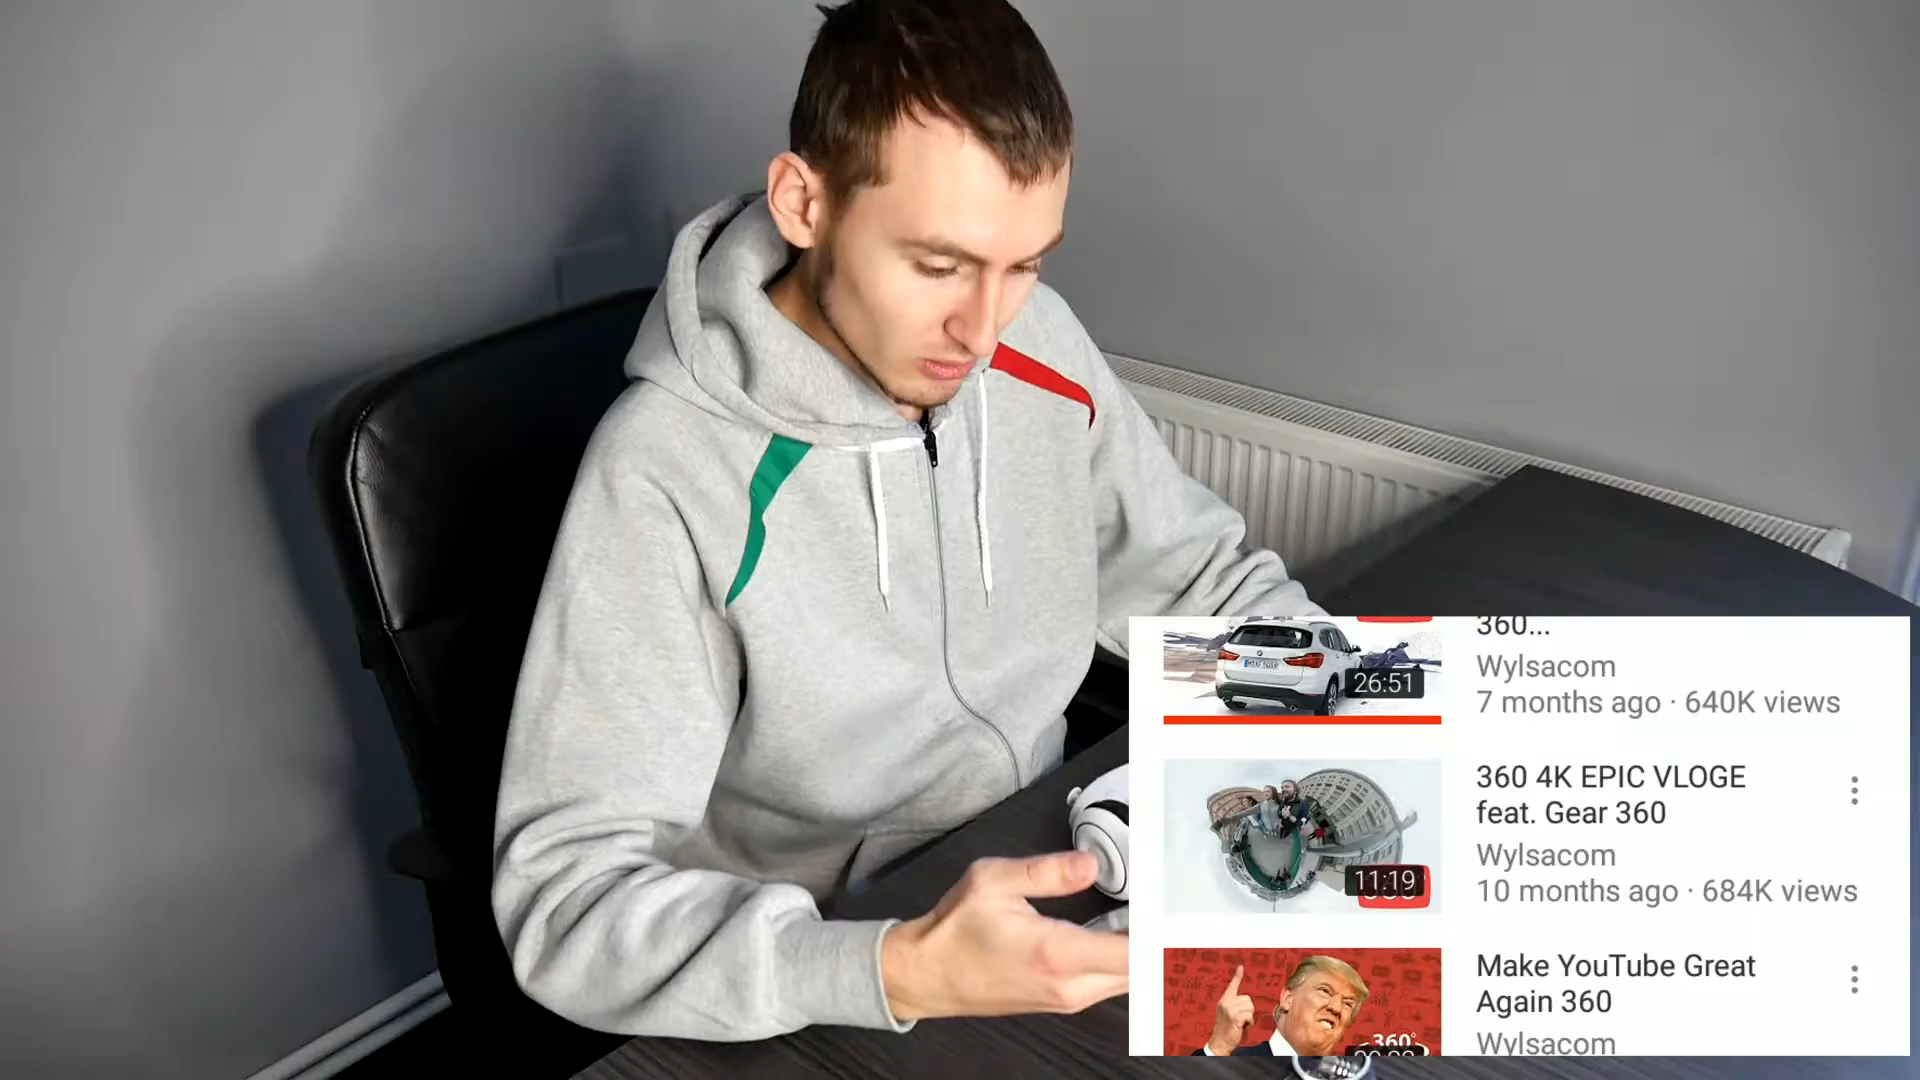 360...
Wylsacom
26:51
7 months ago · 640K views
360 4K EPIC VLOGE
feat. Gear 360
11:19
Wylsacom
10 months ago · 684K views
Make YouTube Great
Again 360
360°
Wylsacom